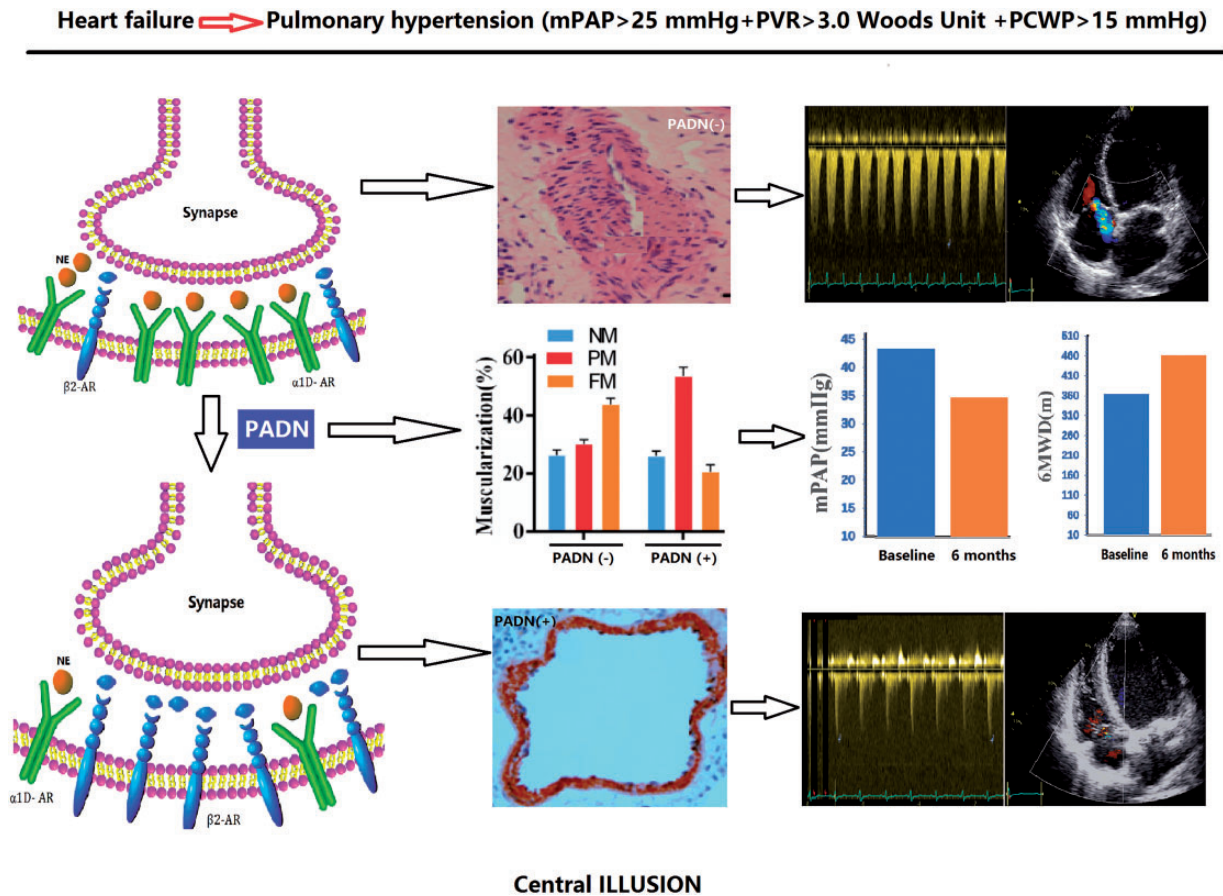 Heart failure Pulmonary hypertension (mPAP>25 mmHg+PVR>3.0 Woods Unit +PCWP>15 mmHg)
PADN(-)
Synapse
NE
β2-AR
α1D- AR
PADN
Muscularization(%)
60
40
20
0
NM
PM
FM
PADN (-)
PADN (+)
mPAP(mmHg)
45
40
35
30
25
20
15
10
Baseline
6 months
6MWD(m)
510
460
410
360
310
260
210
160
110
60
10
Baseline
6 months
Synapse
NE
α1D- AR
β2-AR
PADN(+)
Central ILLUSION